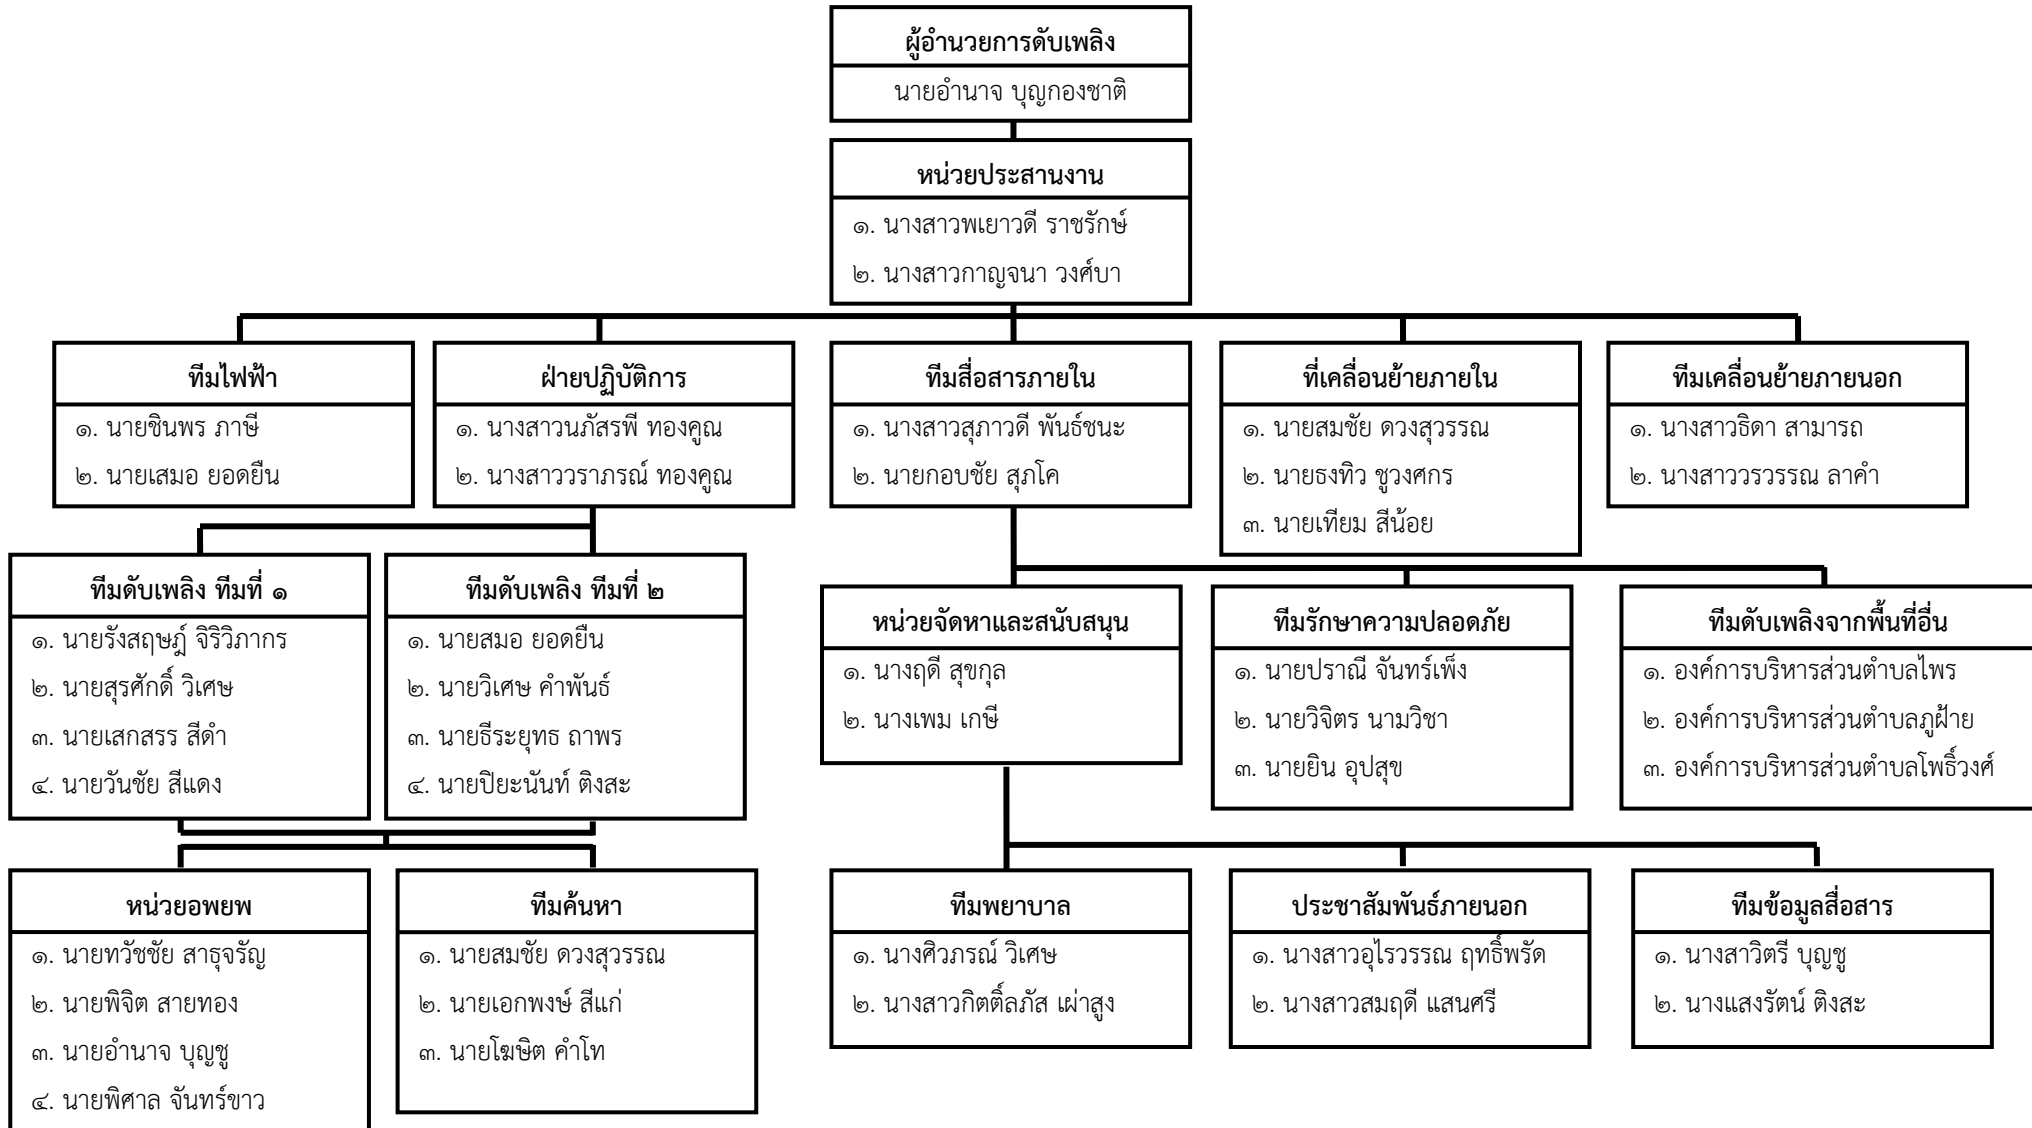 ผู้อำนวยการดับเพลิง
นายอำนาจ บุญกองชาติ
หน่วยประสานงาน
๑. นางสาวพเยาวดี ราชรักษ์
๒. นางสาวกาญจนา วงศ์บา
ทีมไฟฟ้า
๑. นายชินพร ภาษี
๒. นายเสมอ ยอดยืน
ฝ่ายปฏิบัติการ
๑. นางสาวนภัสรพี ทองคูณ
๒. นางสาววราภรณ์ ทองคูณ
ทีมสื่อสารภายใน
๑. นางสาวสุภาวดี พันธ์ชนะ
๒. นายกอบชัย สุภโค
ที่เคลื่อนย้ายภายใน
๑. นายสมชัย ดวงสุวรรณ
๒. นายธงทิว ชูวงศกร
๓. นายเทียม สีน้อย
ทีมเคลื่อนย้ายภายนอก
๑. นางสาวธิดา สามารถ
๒. นางสาววรวรรณ ลาคำ
ทีมดับเพลิง ทีมที่ ๑
๑. นายรังสฤษฎ์ จิริวิภากร
๒. นายสุรศักดิ์ วิเศษ
๓. นายเสกสรร สีดำ
๔. นายวันชัย สีแดง
ทีมดับเพลิง ทีมที่ ๒
๑. นายสมอ ยอดยืน
๒. นายวิเศษ คำพันธ์
๓. นายธีระยุทธ ถาพร
๔. นายปิยะนันท์ ติงสะ
หน่วยจัดหาและสนับสนุน
๑. นางฤดี สุขกุล
๒. นางเพม เกษี
ทีมรักษาความปลอดภัย
๑. นายปราณี จันทร์เพ็ง
๒. นายวิจิตร นามวิชา
๓. นายยิน อุปสุข
ทีมดับเพลิงจากพื้นที่อื่น
๑. องค์การบริหารส่วนตำบลไพร
๒. องค์การบริหารส่วนตำบลภูฝ้าย
๓. องค์การบริหารส่วนตำบลโพธิ์วงศ์
หน่วยอพยพ
๑. นายทวัชชัย สาธุจรัญ
๒. นายพิจิต สายทอง
๓. นายอำนาจ บุญชู
๔. นายพิศาล จันทร์ขาว
ทีมค้นหา
๑. นายสมชัย ดวงสุวรรณ
๒. นายเอกพงษ์ สีแก่
๓. นายโฆษิต คำโท
ทีมพยาบาล
๑. นางศิวภรณ์ วิเศษ
๒. นางสาวกิตติ์ลภัส เผ่าสูง
ประชาสัมพันธ์ภายนอก
๑. นางสาวอุไรวรรณ ฤทธิ์พรัด
๒. นางสาวสมฤดี แสนศรี
ทีมข้อมูลสื่อสาร
๑. นางสาวิตรี บุญชู
๒. นางแสงรัตน์ ติงสะ